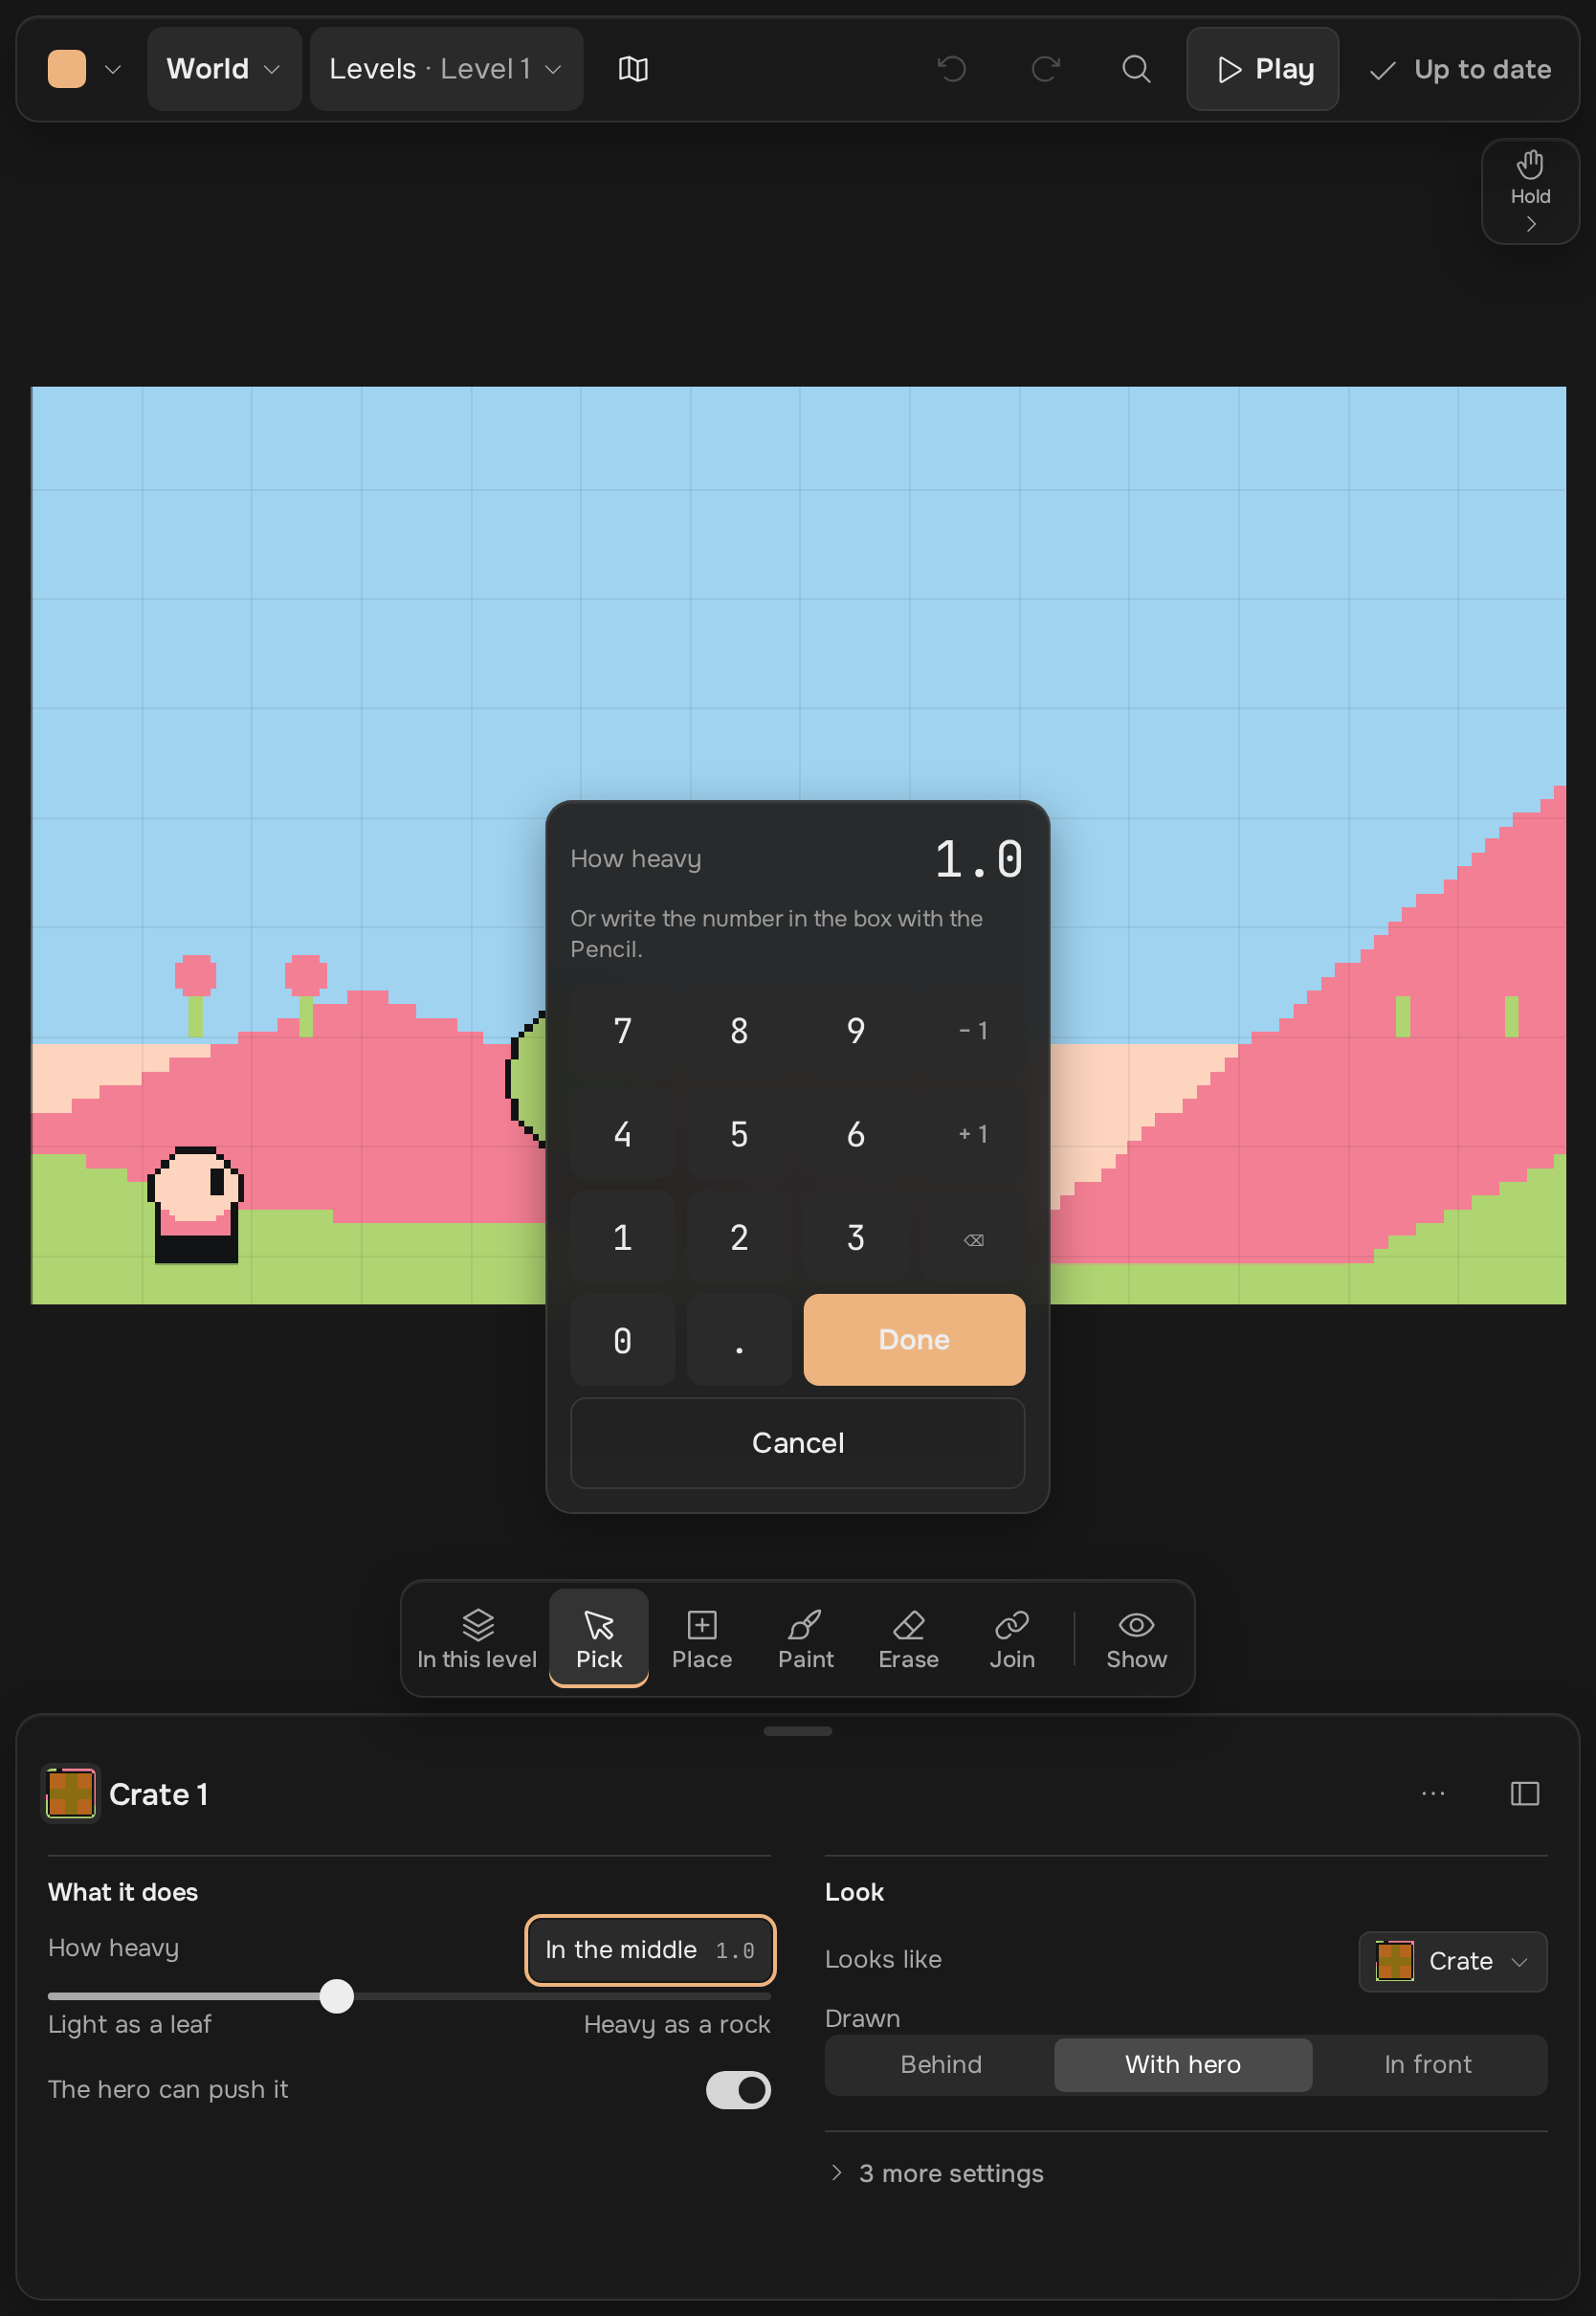 World
Levels · Level 1
Play
Up to date
Hold
How heavy
1.0
Or write the number in the box with the
Pencil.
7 8 9 − 1
4 5 6 + 1
1 2 3 ⌫
0 . Done
Cancel
In this level
Pick
Place
Paint
Erase
Join
Show
Crate 1
What it does
How heavy
In the middle 1.0
Light as a leaf
Heavy as a rock
The hero can push it
Look
Looks like
Crate
Drawn
Behind
With hero
In front
3 more settings